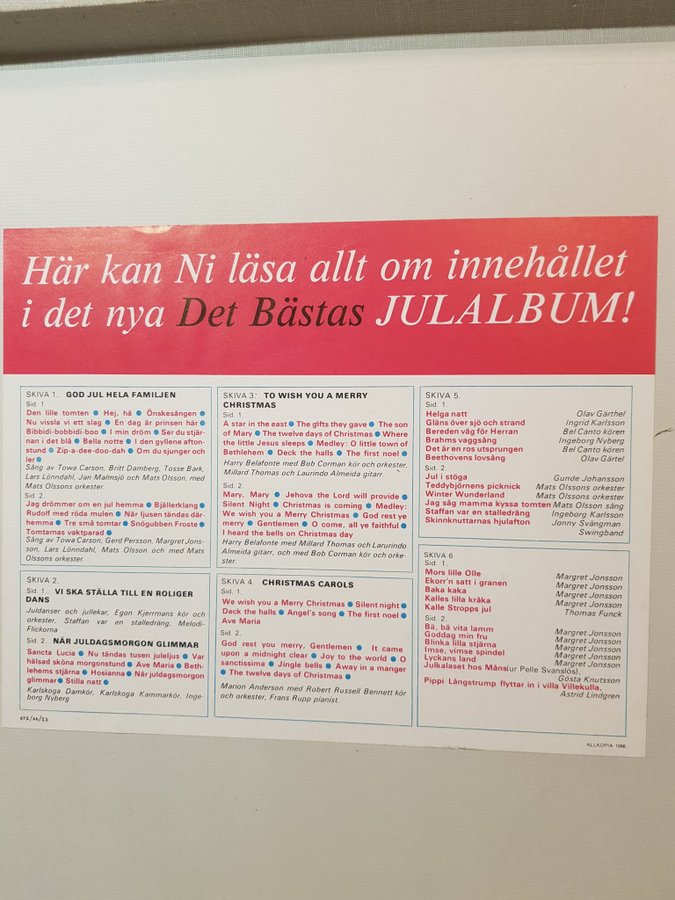 Här kan Ni läsa allt om innehållet
i det nya Det Bästas JULALBUM!
SKIVA 1. GOD JUL HELA FAMILJEN
Sid. 1.
Den lille tomten ● Hej, hå ● Önskesången ●
Nu vissla vi ett slag ● En dag är prinsen här ●
Bibbidi-bobbidi-boo ● I min dröm ● Ser du stjär-
nan i det blå ● Bella notte ● I den gyllene afton-
stund ● Zip-a-dee-doo-dah ● Om du sjunger och
ler ●
Sång av Towa Carson, Britt Damberg, Tosse Bark,
Lars Lönndahl, Jan Malmsjö och Mats Olsson, med
Mats Olssons orkester.
Sid. 2.
Jag drömmer om en jul hemma ● Bjällerklang ●
Rudolf med röda mulen ● När ljusen tändas där-
hemma ● Tre små tomtar ● Snögubben Froste ●
Tomtarnas vaktparad ●
Sång av Towa Carson, Gerd Persson, Margret Jons-
son, Lars Lönndahl, Mats Olsson och med Mats
Olssons orkester.
SKIVA 2.
Sid. 1. VI SKA STÄLLA TILL EN ROLIGER
DANS
Juldanser och jullekar, Egon Kjerrmans kör och
orkester, Staffan var en stalledräng, Melodi-
Flickorna
Sid. 2. NÄR JULDAGSMORGON GLIMMAR
Sancta Lucia ● Nu tändas tusen juleljus ● Var
hälsad sköna morgonstund ● Ave Maria ● Beth-
lehems stjärna ● Hosianna ● När juldagsmorgon
glimmar ● Stilla natt ●
Karlskoga Damkör, Karlskoga Kammarkör, Inge-
borg Nyberg
672/66/23
SKIVA 3: TO WISH YOU A MERRY
CHRISTMAS
Sid. 1.
A star in the east ● The gifts they gave ● The son
of Mary ● The twelve days of Christmas ● Where
the little Jesus sleeps ● Medley: O little town of
Bethlehem ● Deck the halls ● The first noel ●
Harry Belafonte med Bob Corman kör och orkester,
Millard Thomas och Laurindo Almeida gitarr.
Sid. 2.
Mary, Mary ● Jehova the Lord will provide ●
Silent Night ● Christmas is coming ● Medley:
We wish you a Merry Christmas ● God rest ye
merry ● Gentlemen ● O come, all ye faithful ●
I heard the bells on Christmas day
Harry Belafonte med Millard Thomas och Larurindo
Almeida gitarr, och med Bob Corman kör och orke-
ster.
SKIVA 4. CHRISTMAS CAROLS
Sid. 1
We wish you a Merry Christmas ● Silent night ●
Deck the halls ● Angel's song ● The first noel ●
Ave Maria
Sid. 2.
God rest you merry, Gentlemen ● It came
upon a midnight clear ● Joy to the world ● O
sanctissima ● Jingle bells ● Away in a manger
● The twelve days of Christmas ●
Marion Anderson med Robert Russell Bennett kör
och orkester, Frans Rupp pianist
SKIVA 5
Sid. 1.
Helga natt Olav Gärthel
Gläns över sjö och strand Ingrid Karlsson
Bereden väg för Herran Bel Canto kören
Brahms vaggsång Ingeborg Nyberg
Det är en ros utsprungen Bel Canto kören
Beethovens lovsång Olav Gärtel
Sid. 2
Jul i stöga Gunde Johansson
Teddybjörnens picknick Mats Olssons orkester
Winter Wunderland Mats Olssons orkester
Jag såg mamma kyssa tomten Mats Olsson sång
Staffan var en stalledräng Ingeborg Karlsson
Skinnknuttarnas hjulafton Jonny Svängman
Swingband
SKIVA 6
Sid. 1.
Mors lille Olle Margret Jonsson
Ekorr'n satt i granen Margret Jonsson
Baka kaka Margret Jonsson
Kalles lilla kråka Margret Jonsson
Kalle Stropps jul Thomas Funck
Sid. 2.
Bä, bä vita lamm Margret Jonsson
Goddag min fru Margret Jonsson
Blinka lilla stjärna Margret Jonsson
Imse, vimse spindel Margret Jonsson
Lyckans land Margret Jonsson
Julkalaset hos Måns(ur Pelle Svanslös).
Gösta Knutsson
Pippi Långstrump flyttar in i villa Villekulla,
Astrid Lindgren
ALLKOPIA 1966